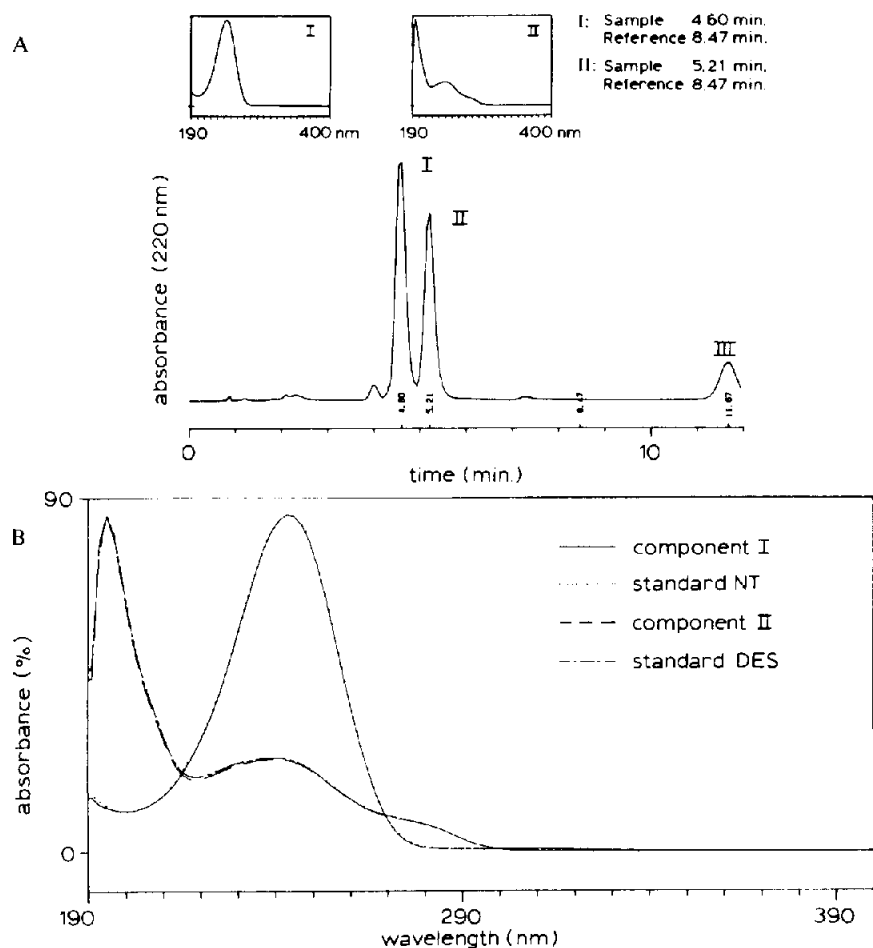 A
I
II
I: Sample 4.60 min.
Reference 8.47 min.
II: Sample 5.21 min.
Reference 8.47 min.
190
400 nm
190
400 nm
absorbance (220 nm)
I
II
III
5.21
11.67
0
10
time (min.)
B
90
0
absorbance (%)
component I
standard NT
component II
standard DES
190
290
390
wavelength (nm)